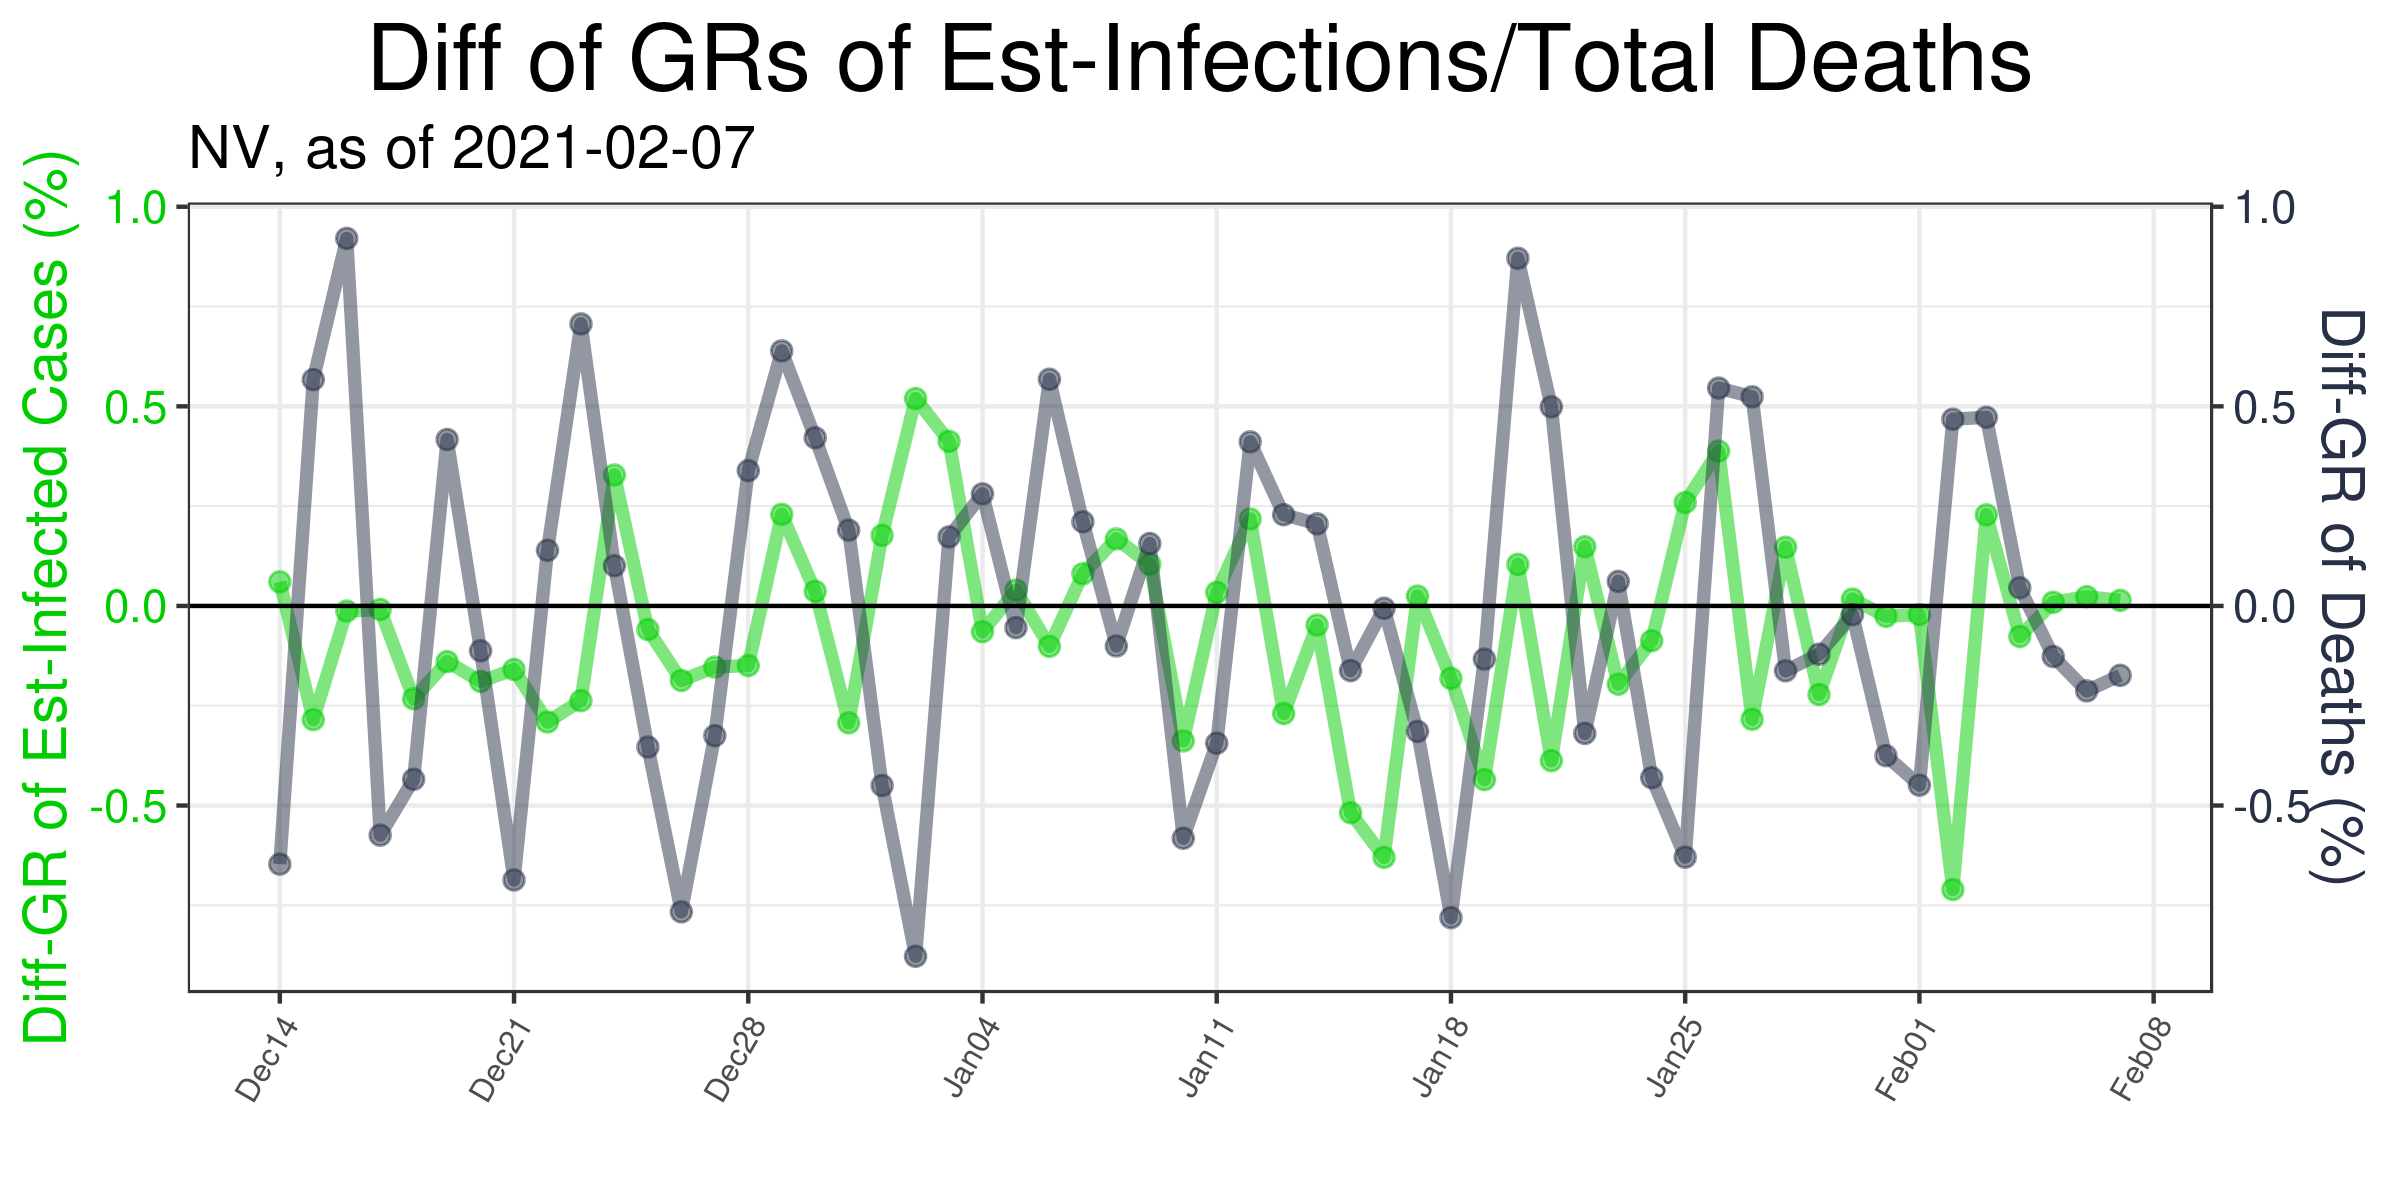 Diff of GRs of Est-Infections/Total Deaths
NV, as of 2021-02-07
Diff-GR of Est-Infected Cases (%)
1.0
0.5
0.0
-0.5
1.0
0.5
0.0
-0.5
Diff-GR of Deaths (%)
Dec14
Dec21
Dec28
Jan04
Jan11
Jan18
Jan25
Feb01
Feb08